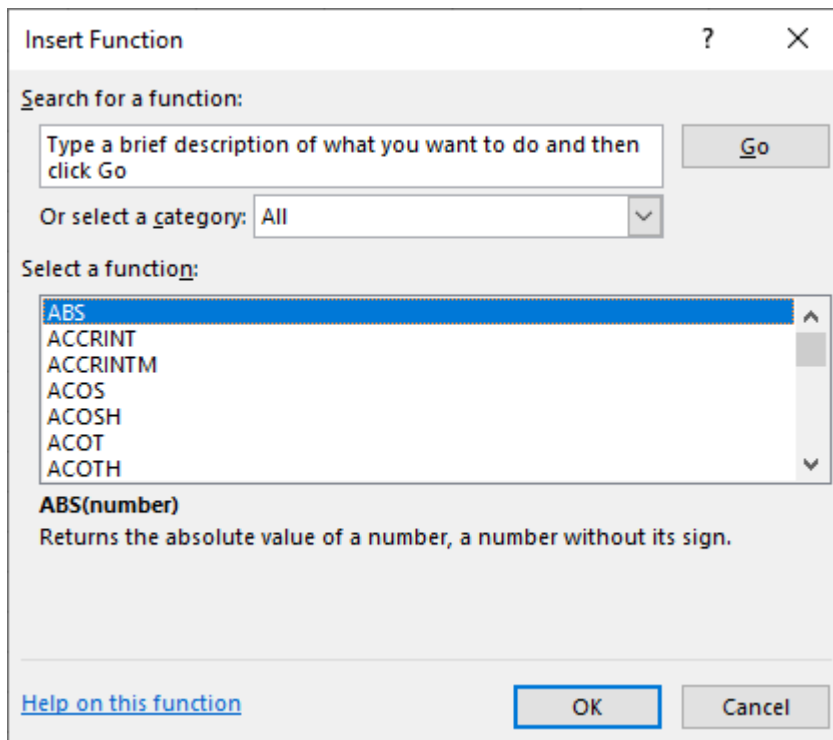 Insert Function
?
Search for a function:
Type a brief description of what you want to do and then
click Go
Go
Or select a category: All
Select a function:
ABS
ACCRINT
ACCRINTM
ACOS
ACOSH
ACOT
ACOTH
ABS(number)
Returns the absolute value of a number, a number without its sign.
Help on this function
OK
Cancel